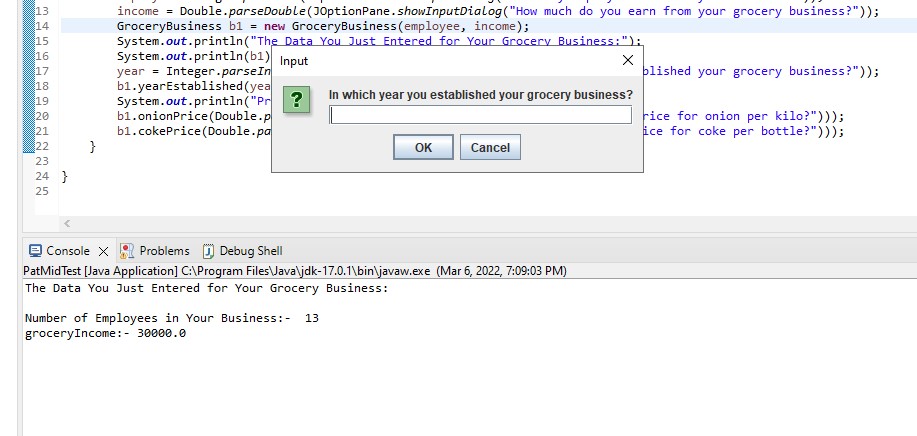 13 income = Double.parseDouble(JOptionPane.showInputDialog("How much do you earn from your grocery business?"));
14 GroceryBusiness b1 = new GroceryBusiness(employee, income);
15 System.out.println("The Data You Just Entered for Your Grocery Business:");
16 System.out.println(b1)
17 year = Integer.parseIn blished your grocery business?"));
18 b1.yearEstablished(yea
19 System.out.println("Pr
20 b1.onionPrice(Double.p rice for onion per kilo?")));
21 b1.cokePrice(Double.pa ice for coke per bottle?")));
22 }
23
24 }
25
Input
In which year you established your grocery business?
OK Cancel
Console Problems Debug Shell
PatMidTest [Java Application] C:\Program Files\Java\jdk-17.0.1\bin\javaw.exe (Mar 6, 2022, 7:09:03 PM)
The Data You Just Entered for Your Grocery Business:
Number of Employees in Your Business:- 13
groceryIncome:- 30000.0